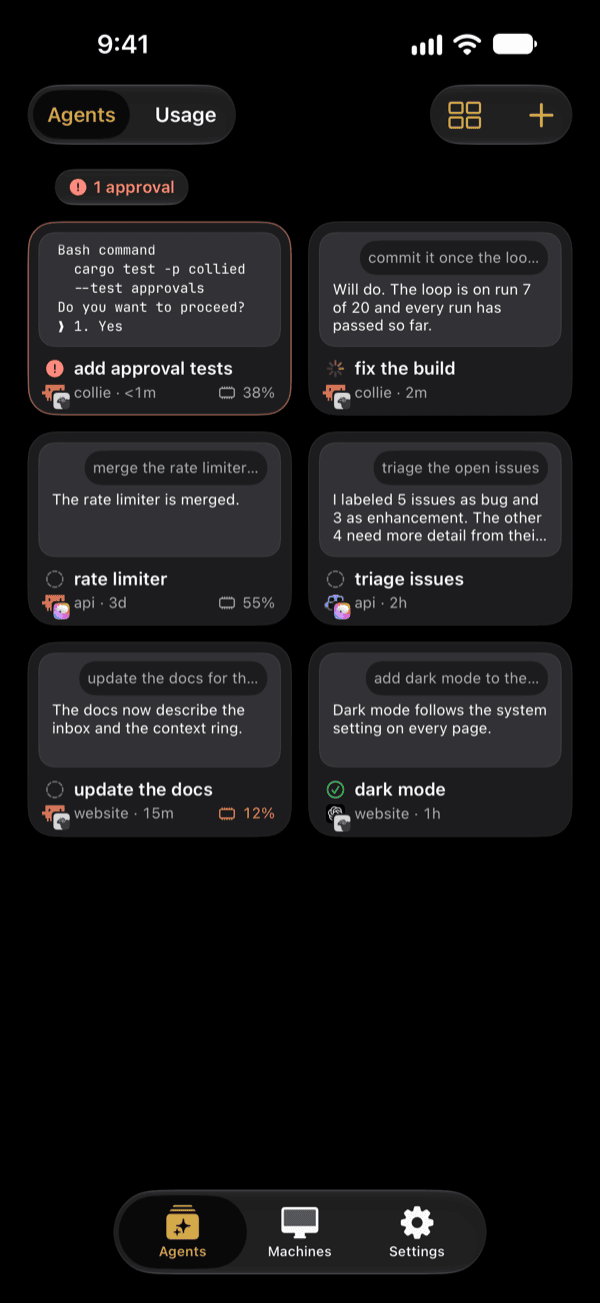 9:41
Agents
Usage
1 approval
Bash command
cargo test -p collied
--test approvals
Do you want to proceed?
❯ 1. Yes
add approval tests
collie · <1m
38%
commit it once the loo...
Will do. The loop is on run 7
of 20 and every run has
passed so far.
fix the build
collie · 2m
merge the rate limiter...
The rate limiter is merged.
rate limiter
api · 3d
55%
triage the open issues
I labeled 5 issues as bug and
3 as enhancement. The other
4 need more detail from thei...
triage issues
api · 2h
update the docs for th...
The docs now describe the
inbox and the context ring.
update the docs
website · 15m
12%
add dark mode to the...
Dark mode follows the system
setting on every page.
dark mode
website · 1h
Agents
Machines
Settings